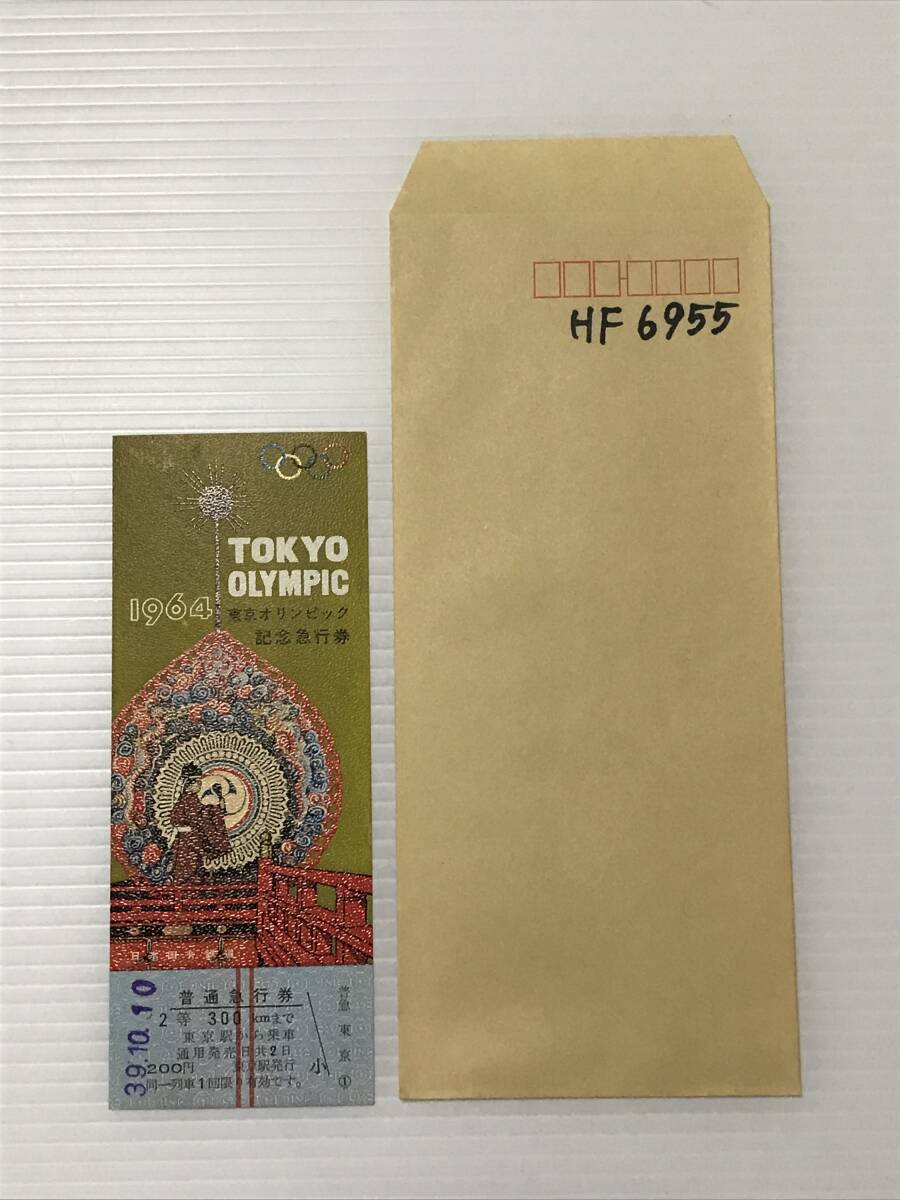 HF 6955
TOKYO
OLYMPIC
1964
東京オリンピック
記念急行券
日本国有鉄道
39.10.10
普通急行券
2等 300kmまで
東京駅から乗車
通用発売日共2日
200円 東京駅発行
同一列車1回限り有効です。
小
普急東京
①